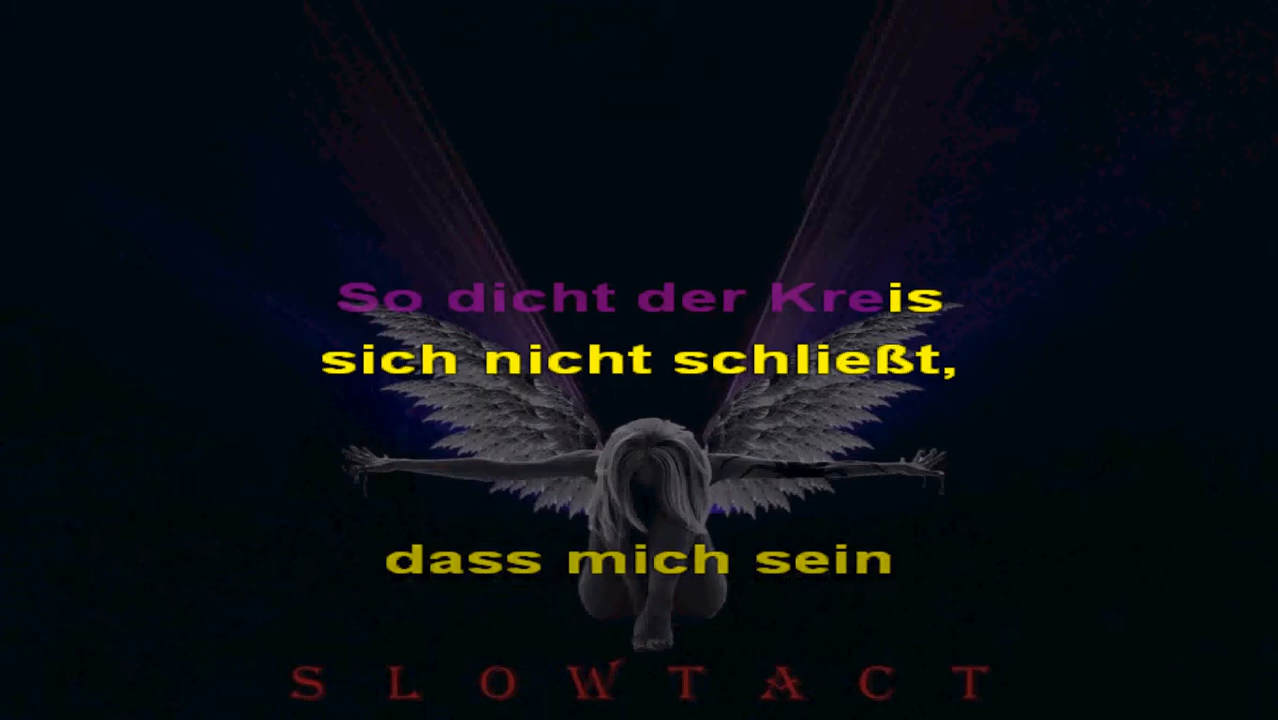 So dicht der Kreis
sich nicht schließt,
dass mich sein
SLOWTACT